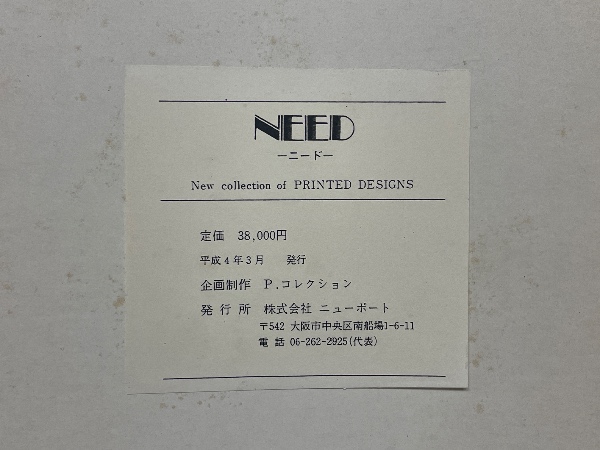 NEED
―ニード―
New collection of PRINTED DESIGNS
定価 38,000円
平成4年3月 発行
企画制作 P.コレクション
発行所 株式会社 ニューポート
〒542 大阪市中央区南船場1-6-11
電話 06-262-2925(代表)